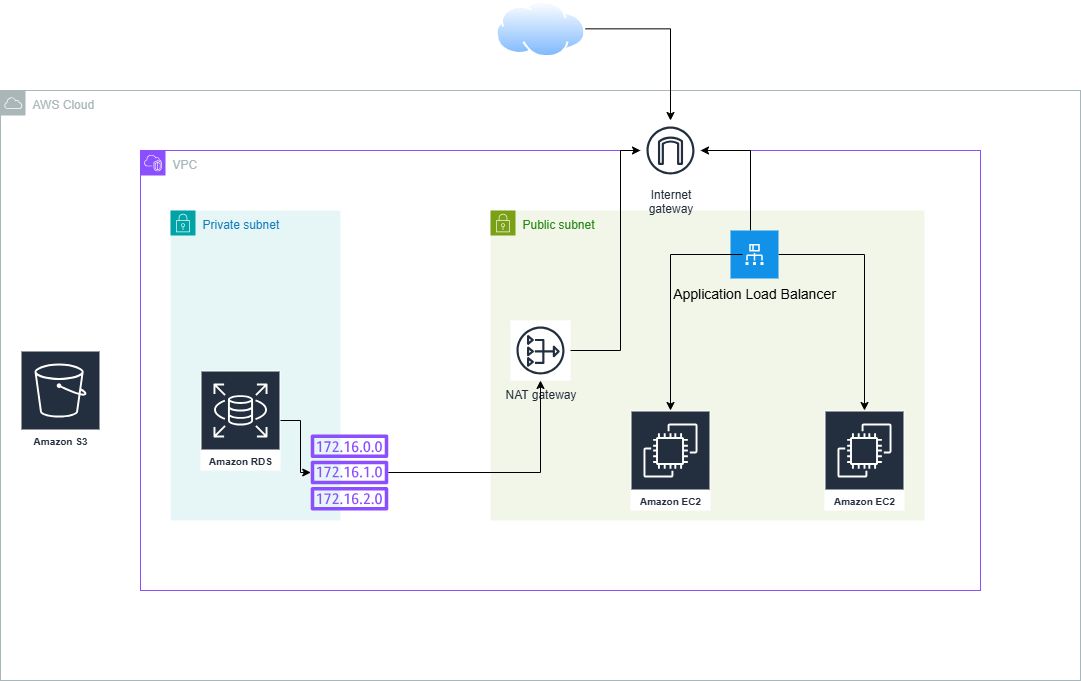 AWS Cloud
VPC
Internet
gateway
Private subnet
Public subnet
Application Load Balancer
NAT gateway
Amazon S3
Amazon RDS
172.16.0.0
172.16.1.0
172.16.2.0
Amazon EC2
Amazon EC2